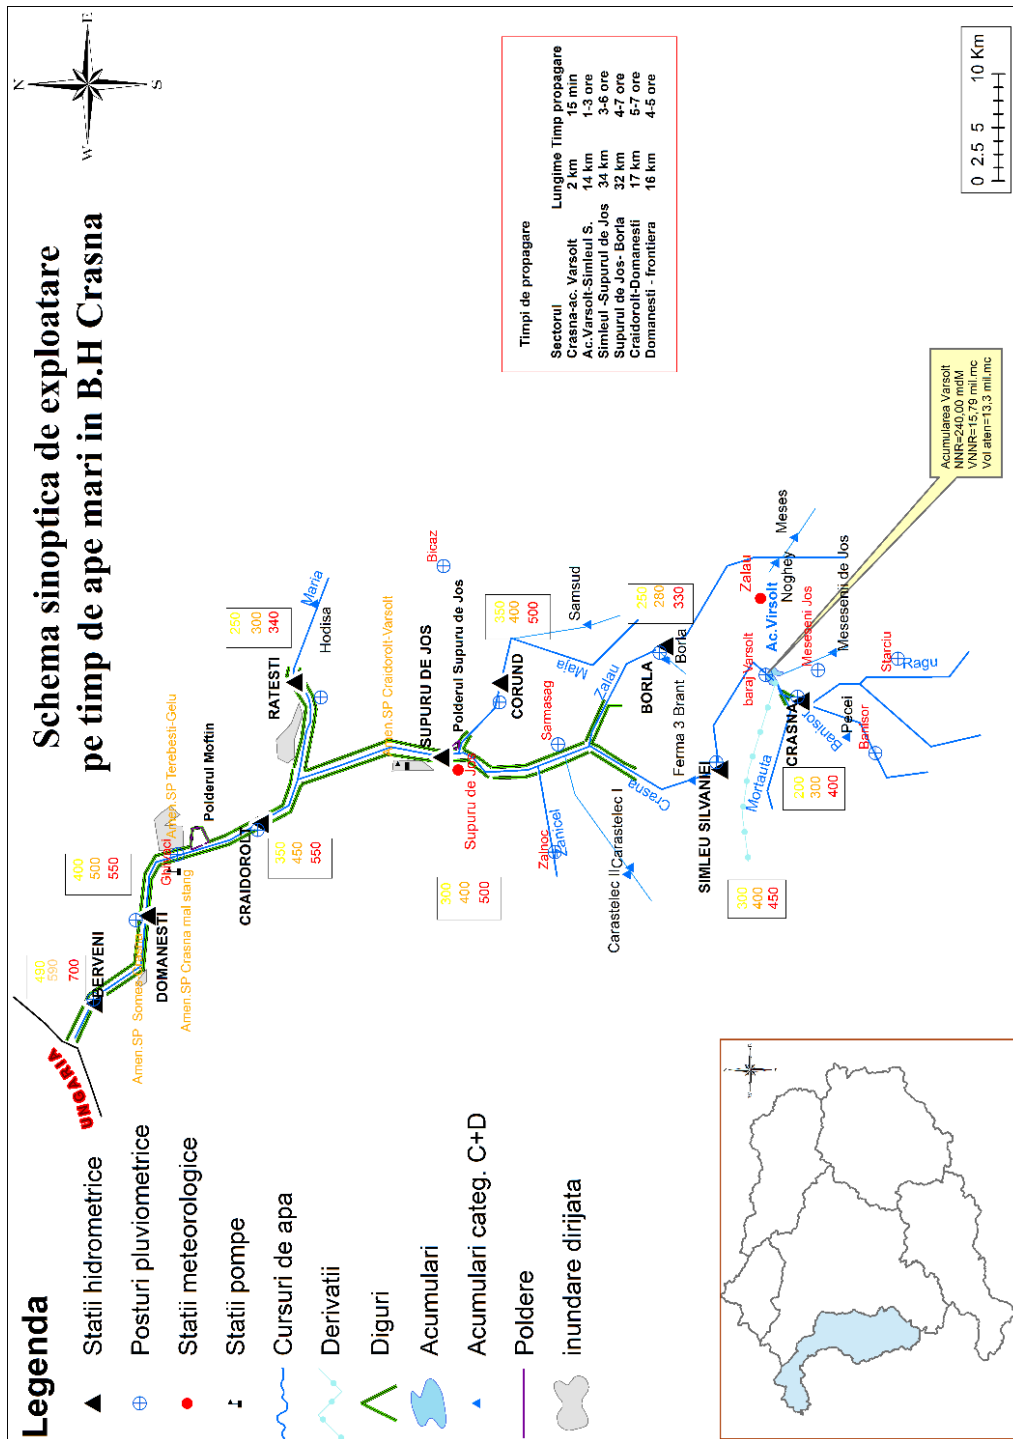 Schema sinoptica de exploatare
pe timp de ape mari in B.H Crasna
N
S
W
Timpi de propagare
Sectorul Lungime Timp propagare
Crasna-ac. Varsolt 2 km 15 min
Ac.Varsolt-Simleul S. 14 km 1-3 ore
Simleul -Supurul de Jos 34 km 3-6 ore
Supurul de Jos- Borla 32 km 4-7 ore
Craidorolt-Domanesti 17 km 5-7 ore
Domanesti - frontiera 16 km 4-5 ore
0 2.5 5 10 Km
UNGARIA
BERVENI
490
590
700
DOMANESTI
400
500
550
Amen.SP
Amen.SP Crasna mal stang
Amen.SP Terebesti-Gelu
Polderul Moftin
CRAIDOROLT
350
450
550
RATESTI
250
300
340
Hodisa
Maria
Amen.SP Craidorolt-Varsolt
SUPURU DE JOS
Polderul Supuru de Jos
Supuru de Jos
300
400
500
Bicaz
CORUND
350
400
500
Samsud
Maja
Sarmasag
Zalau
Zalnoc
Zanicel
Carastelec II
Carastelec I
BORLA
Borla
250
280
330
Ferma 3 Brant
Crasna
SIMLEU SILVANIEI
300
400
450
Mortauta
Zalau
Noghey
Meses
Ac.Virsolt
baraj Varsolt
Meseseni Jos
Mesesenii de Jos
CRASNA
200
300
400
Banisor
Pecei
Banisor
Starciu
Ragu
Acumularea Varsolt
NNR=240,00 mdM
VNNR=15,79 mil.mc
Vol aten=13,3 mil.mc
Legenda
Statii hidrometrice
Posturi pluviometrice
Statii meteorologice
Statii pompe
Cursuri de apa
Derivatii
Diguri
Acumulari
Acumulari categ. C+D
Poldere
inundare dirijata